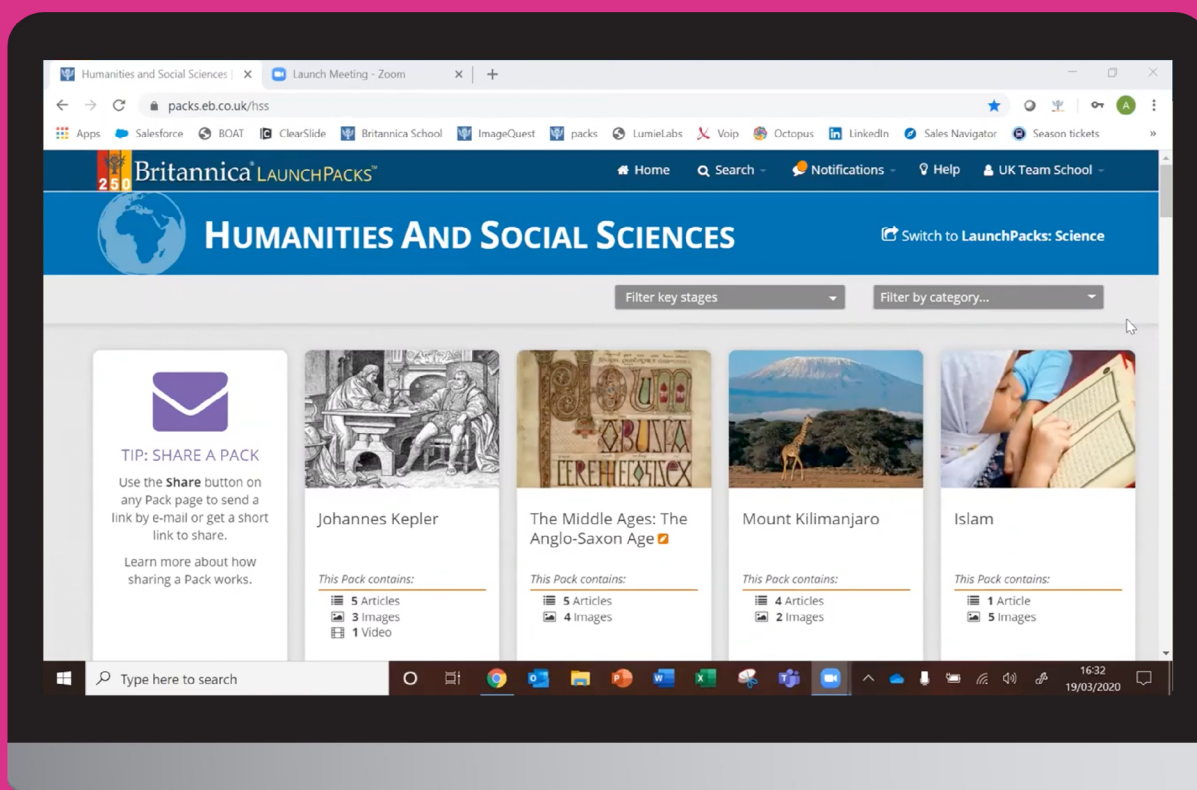 Humanities and Social Sciences |
Launch Meeting - Zoom
packs.eb.co.uk/hss
A
Apps Salesforce BOAT ClearSlide Britannica School ImageQuest packs LumieLabs Voip Octopus LinkedIn Sales Navigator Season tickets »
250 Britannica® LAUNCHPACKS™
Home Search Notifications Help UK Team School
HUMANITIES AND SOCIAL SCIENCES
Switch to LaunchPacks: Science
Filter key stages
Filter by category...
TIP: SHARE A PACK
Use the Share button on
any Pack page to send a
link by e-mail or get a short
link to share.
Learn more about how
sharing a Pack works.
Johannes Kepler
This Pack contains:
5 Articles
3 Images
1 Video
The Middle Ages: The
Anglo-Saxon Age
This Pack contains:
5 Articles
4 Images
Mount Kilimanjaro
This Pack contains:
4 Articles
2 Images
Islam
This Pack contains:
1 Article
5 Images
Type here to search
16:32
19/03/2020